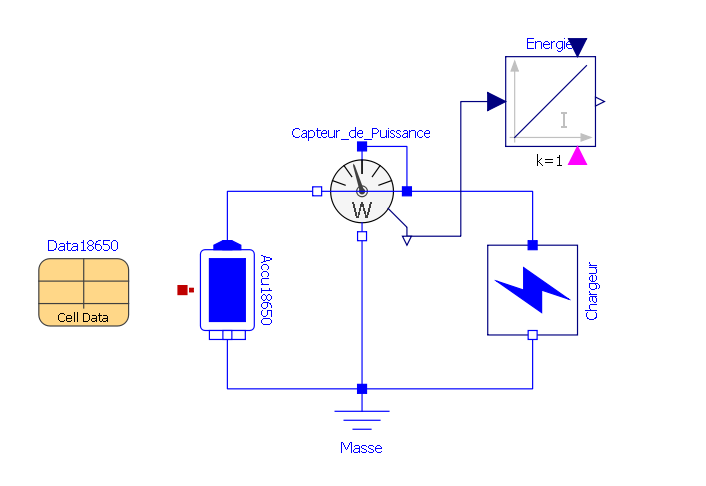 Energie
I
k=1
Capteur_de_Puissance
W
Data18650
Cell Data
Accu18650
Chargeur
Masse